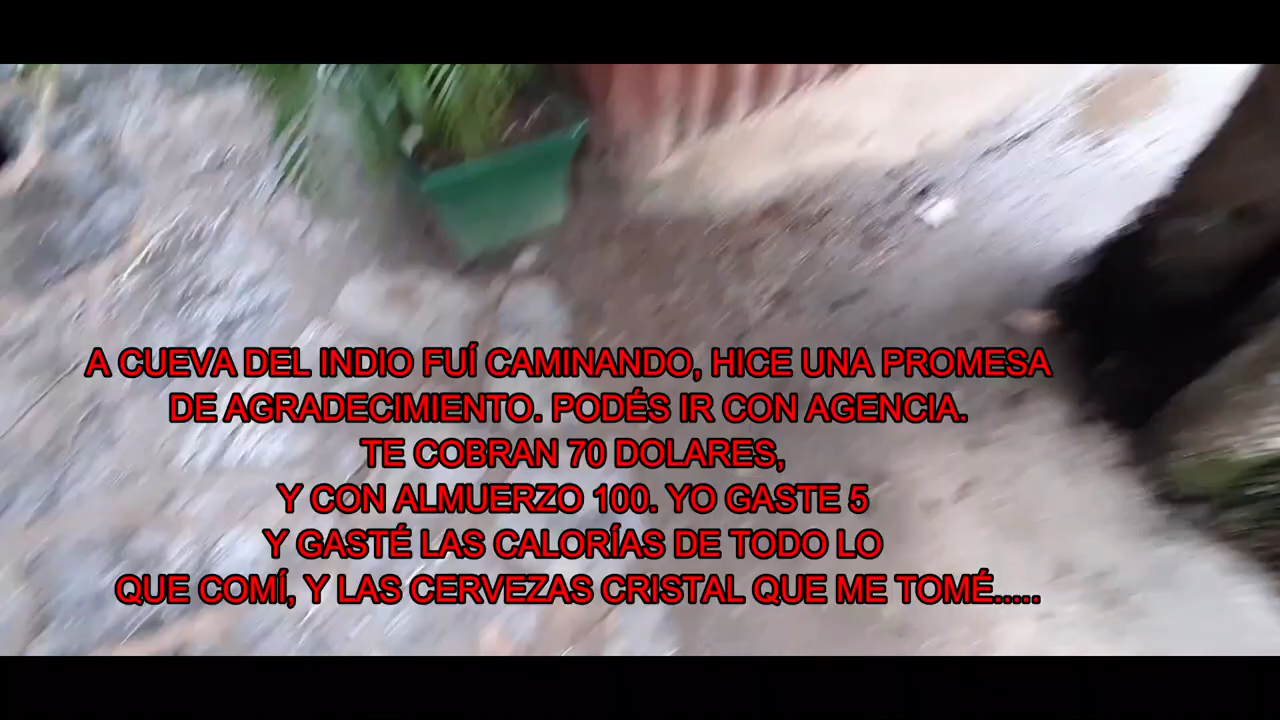 A CUEVA DEL INDIO FUÍ CAMINANDO, HICE UNA PROMESA
DE AGRADECIMIENTO. PODÉS IR CON AGENCIA.
TE COBRAN 70 DOLARES,
Y CON ALMUERZO 100. YO GASTE 5
Y GASTÉ LAS CALORÍAS DE TODO LO
QUE COMÍ, Y LAS CERVEZAS CRISTAL QUE ME TOMÉ.....